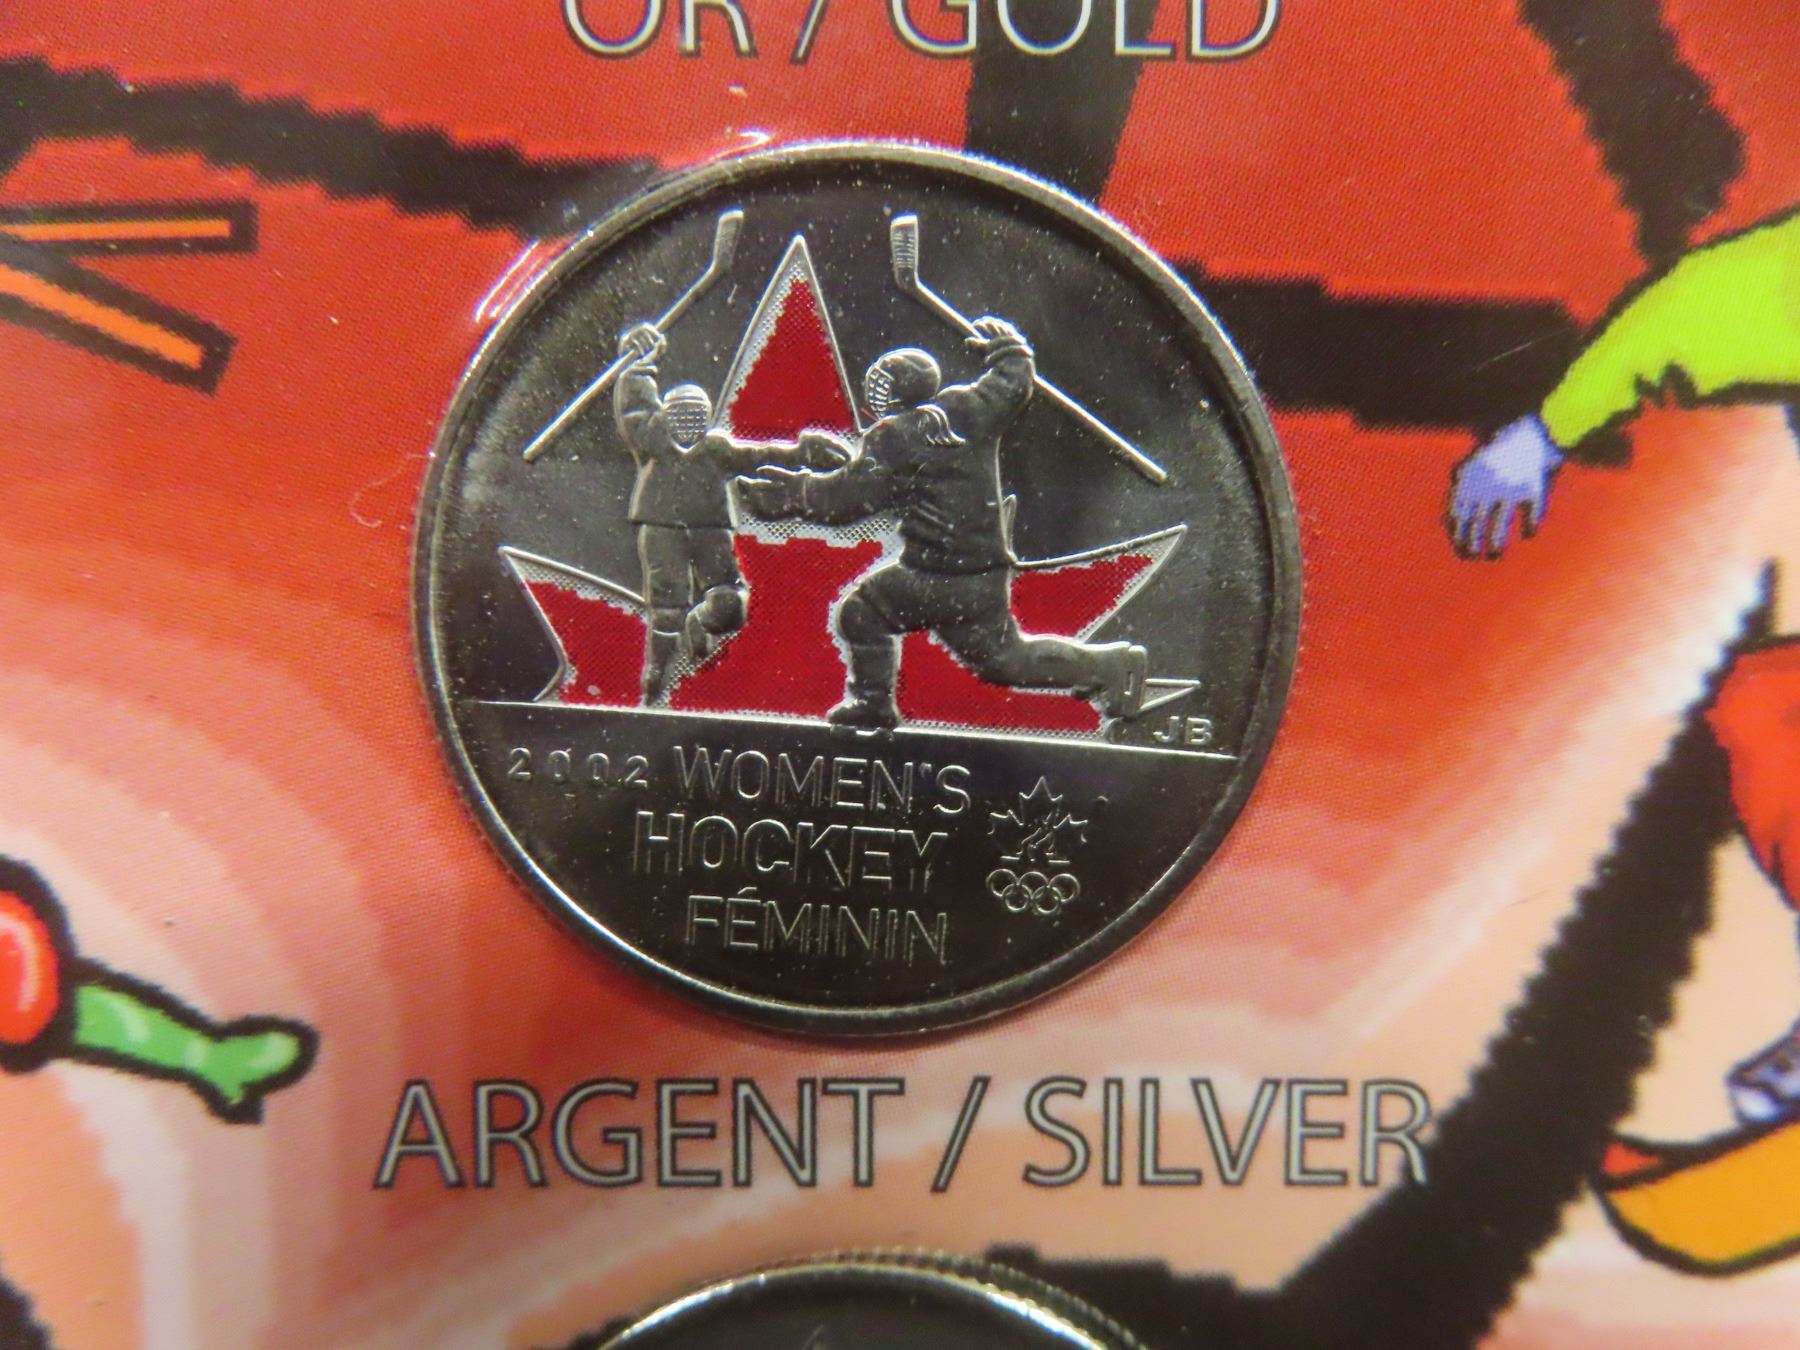 OR / GOLD
JB
2002 WOMEN'S
HOCKEY
FÉMININ
ARGENT / SILVER